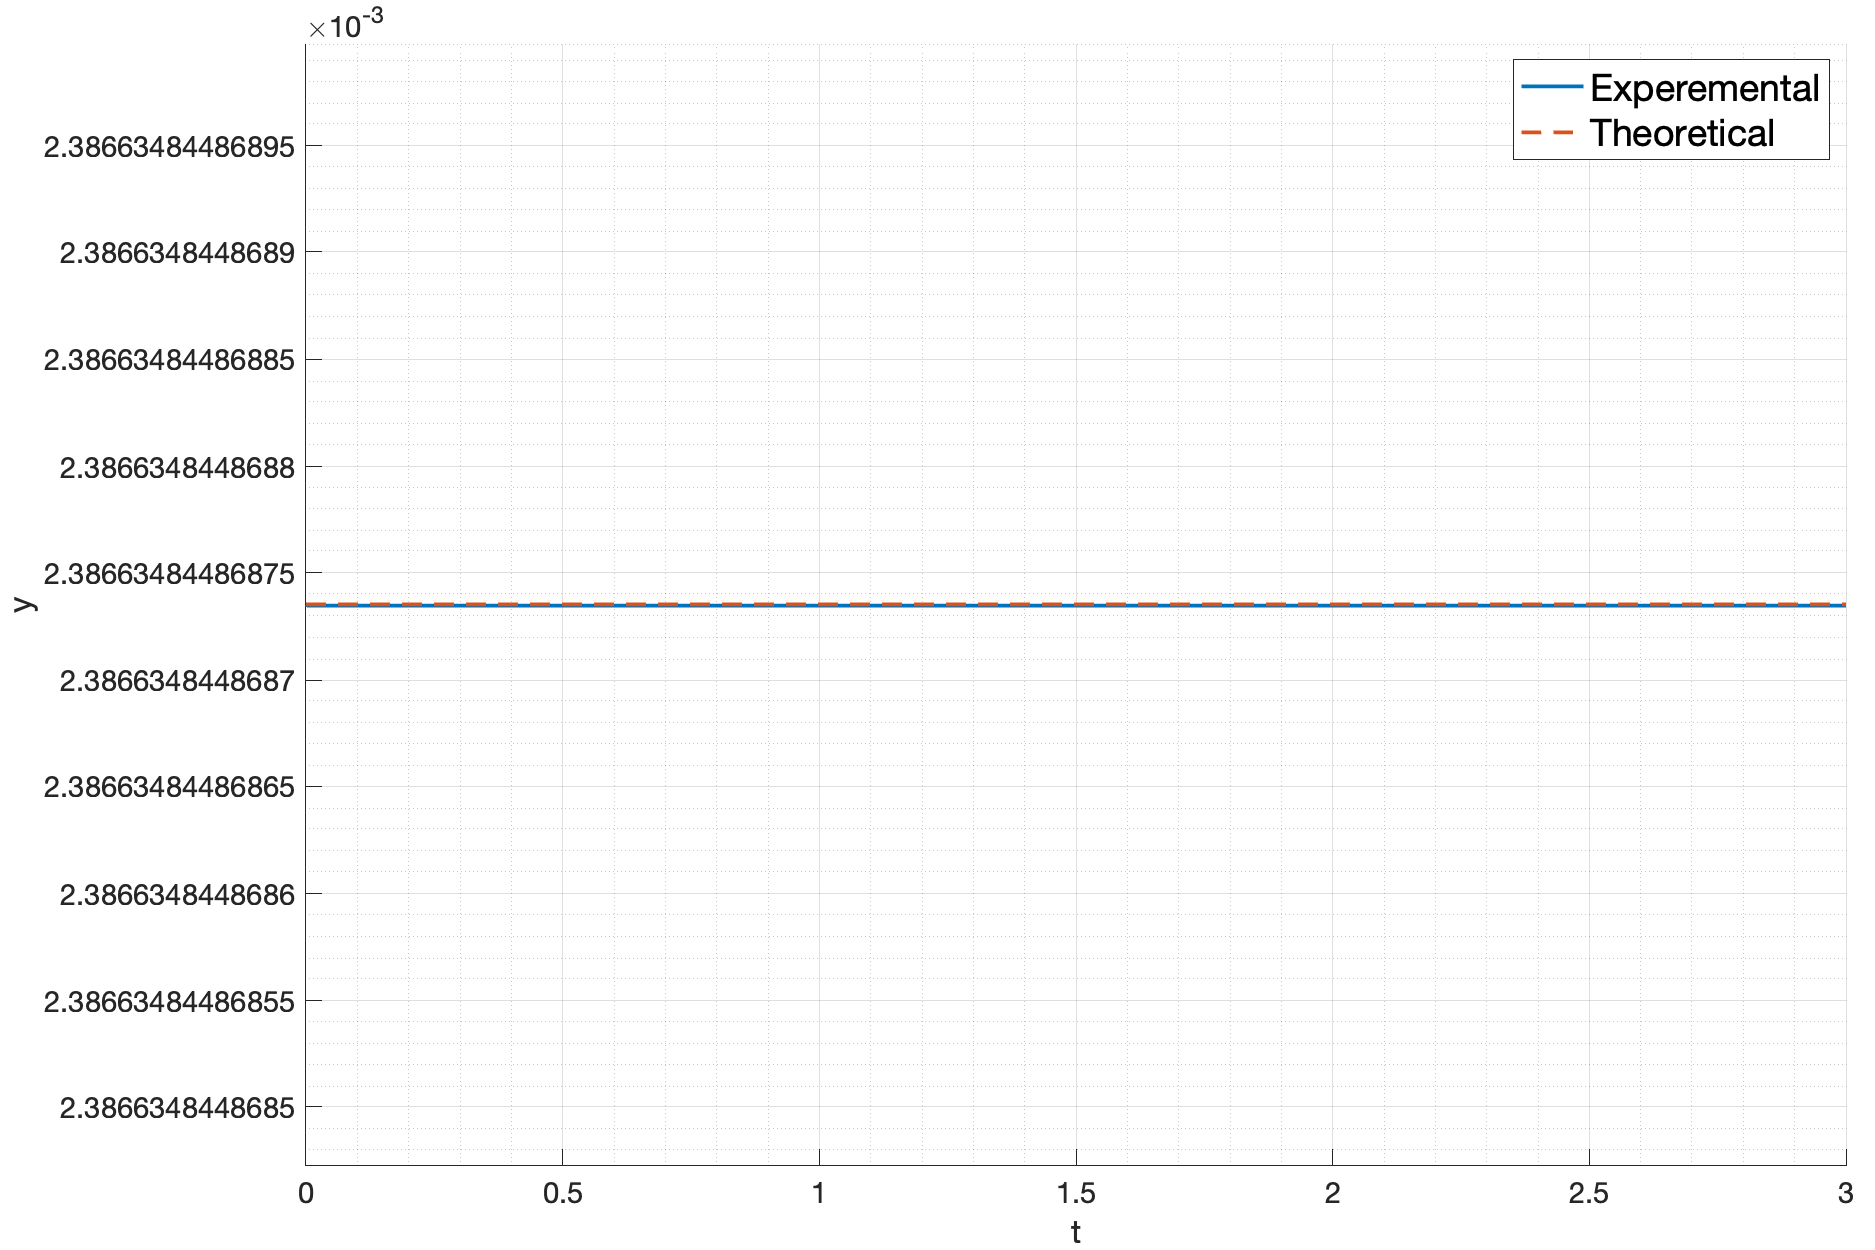 ×10-3
Experemental
Theoretical
2.38663484486895
2.3866348448689
2.38663484486885
2.3866348448688
2.38663484486875
2.3866348448687
2.38663484486865
2.3866348448686
2.38663484486855
2.3866348448685
y
0 0.5 1 1.5 2 2.5 3
t